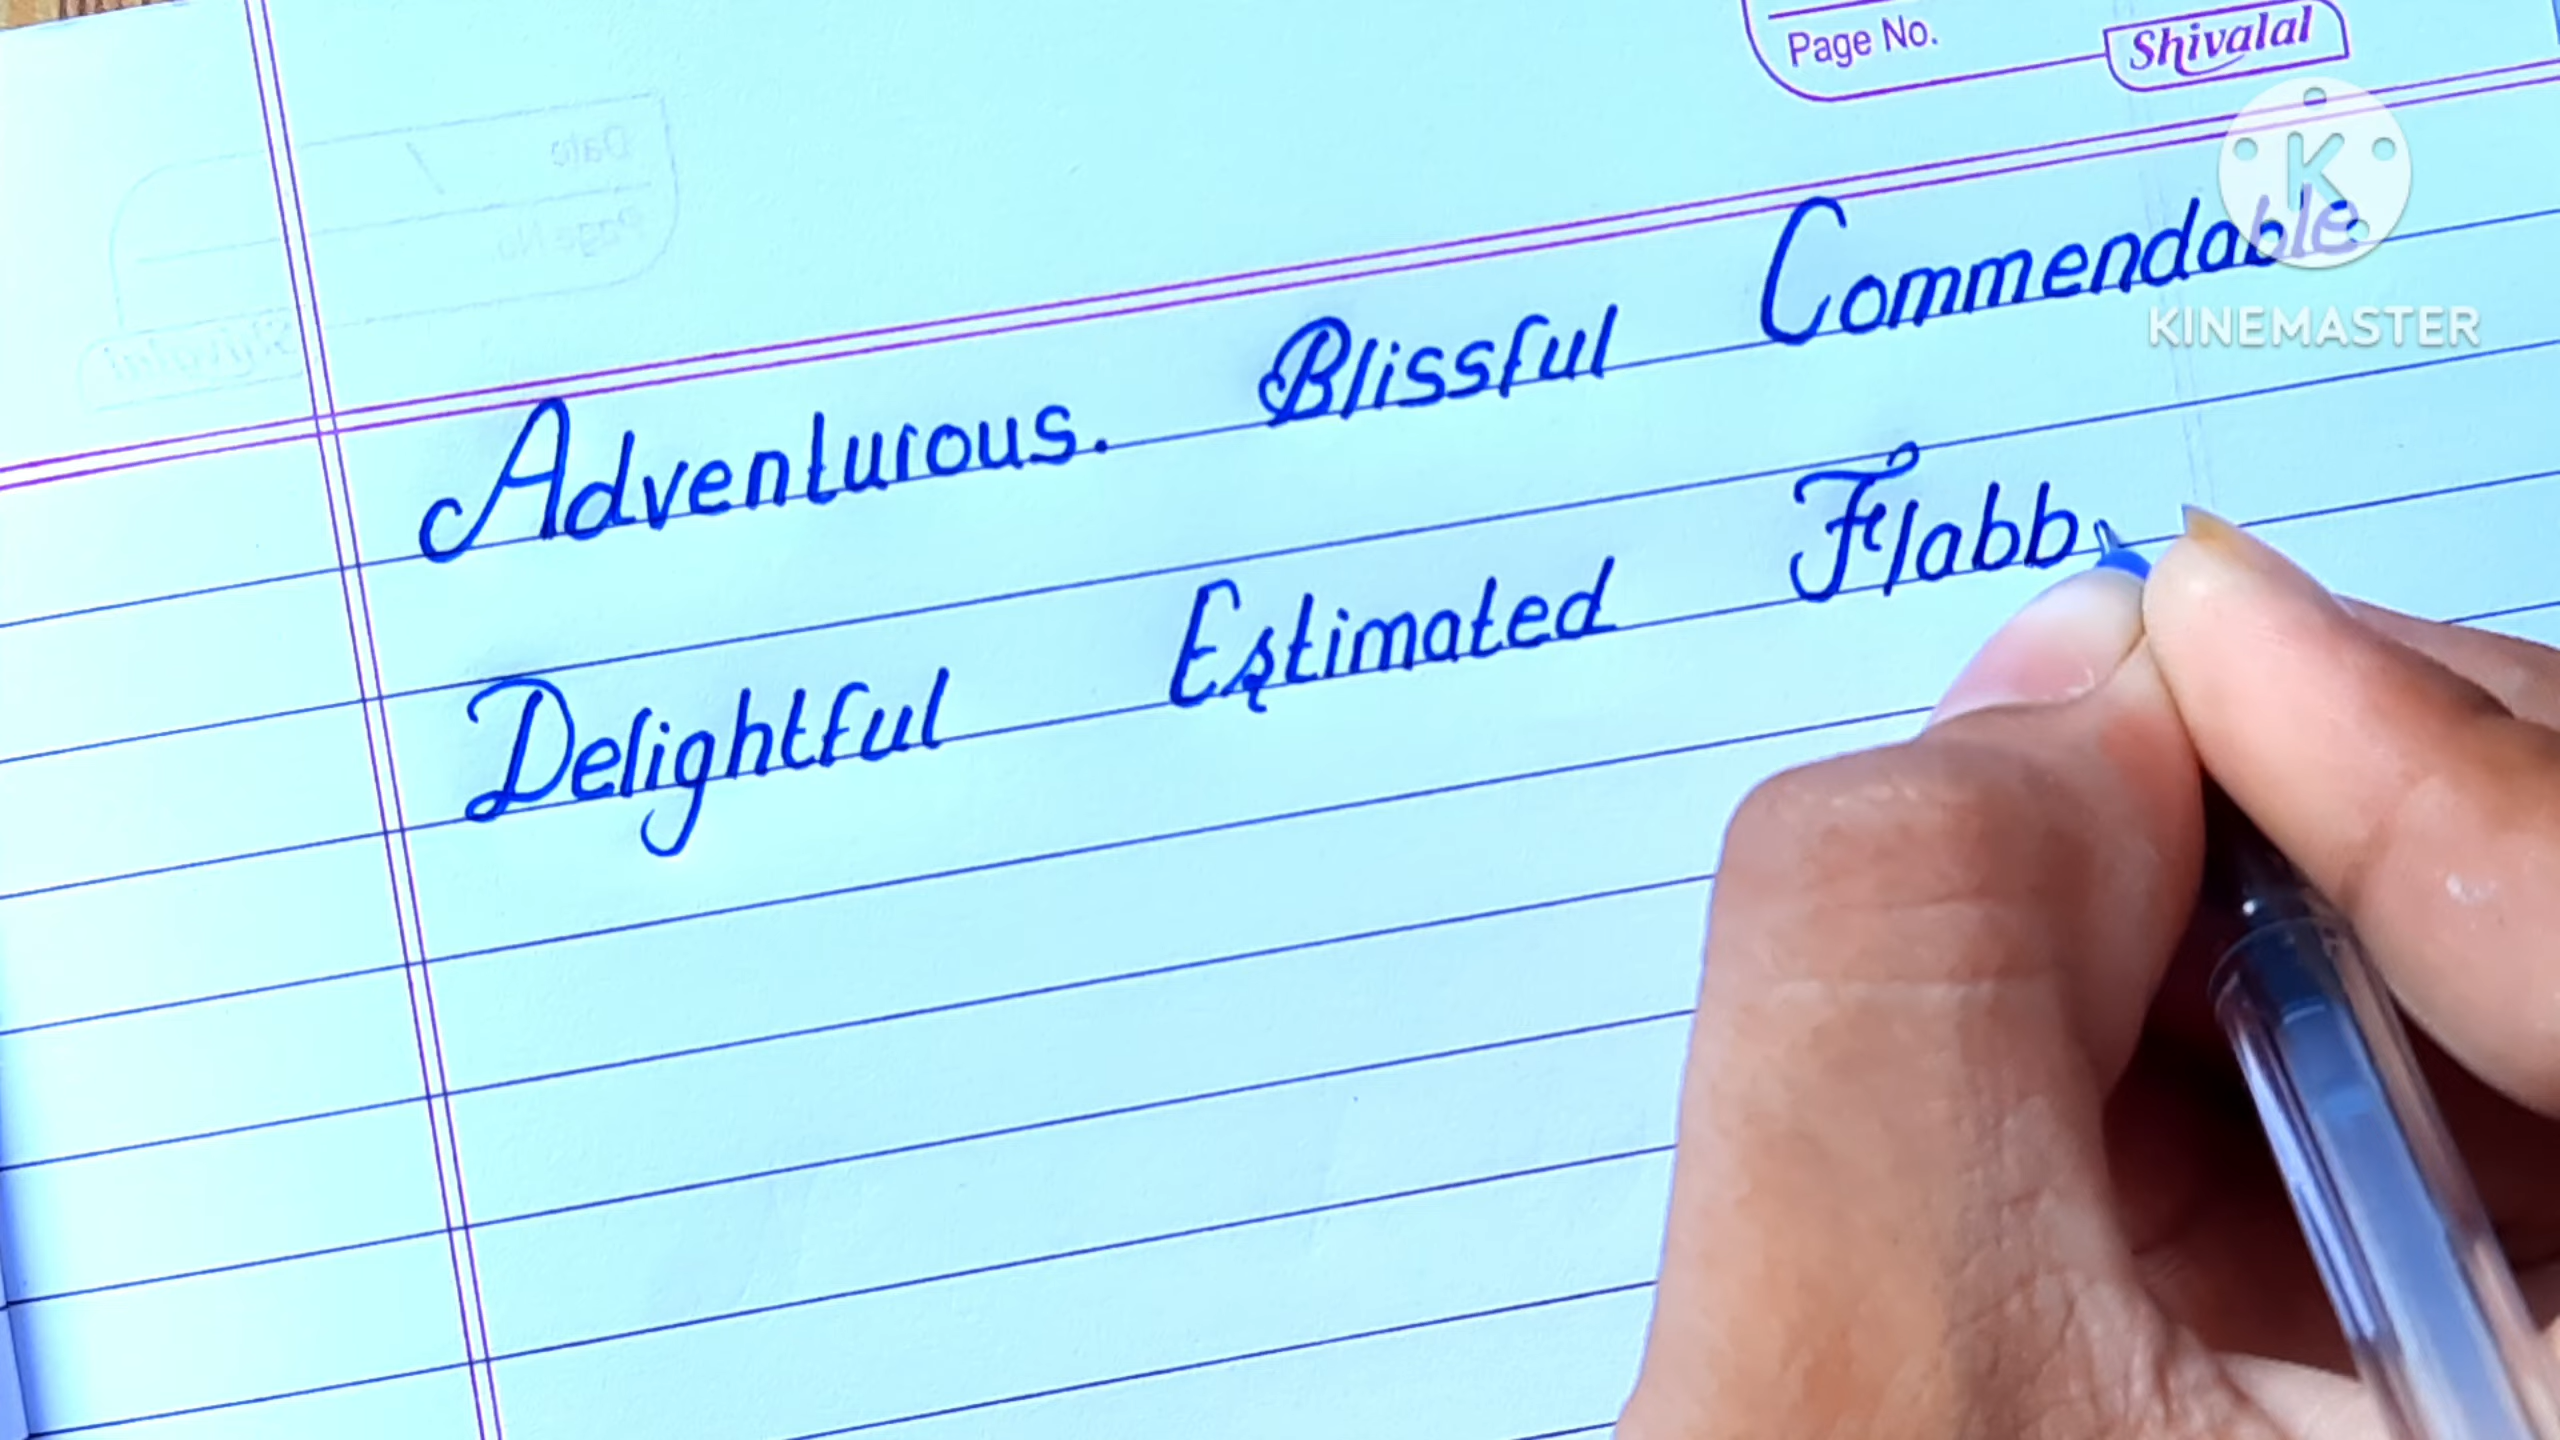 Page No.
Shivalal
KINEMASTER
Adventurous. Blissful Commendable
Delightful Estimated Flabb